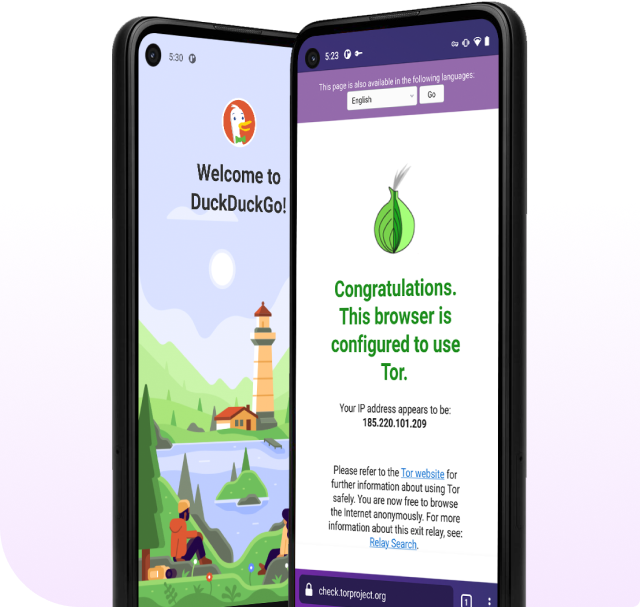 5:30
Welcome to
DuckDuckGo!
5:23
This page is also available in the following languages:
English
Go
Congratulations.
This browser is
configured to use
Tor.
Your IP address appears to be:
185.220.101.209
Please refer to the Tor website for
further information about using Tor
safely. You are now free to browse
the Internet anonymously. For more
information about this exit relay, see:
Relay Search.
check.torproject.org
1